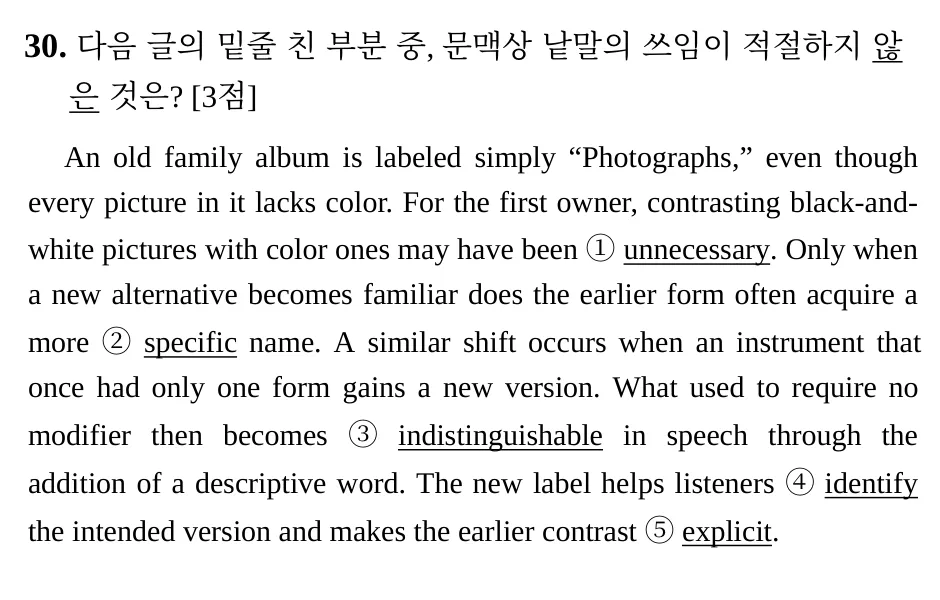 30. 다음 글의 밑줄 친 부분 중, 문맥상 낱말의 쓰임이 적절하지 않
은 것은? [3점]
An old family album is labeled simply “Photographs,” even though
every picture in it lacks color. For the first owner, contrasting black-and-
white pictures with color ones may have been ① unnecessary. Only when
a new alternative becomes familiar does the earlier form often acquire a
more ② specific name. A similar shift occurs when an instrument that
once had only one form gains a new version. What used to require no
modifier then becomes ③ indistinguishable in speech through the
addition of a descriptive word. The new label helps listeners ④ identify
the intended version and makes the earlier contrast ⑤ explicit.